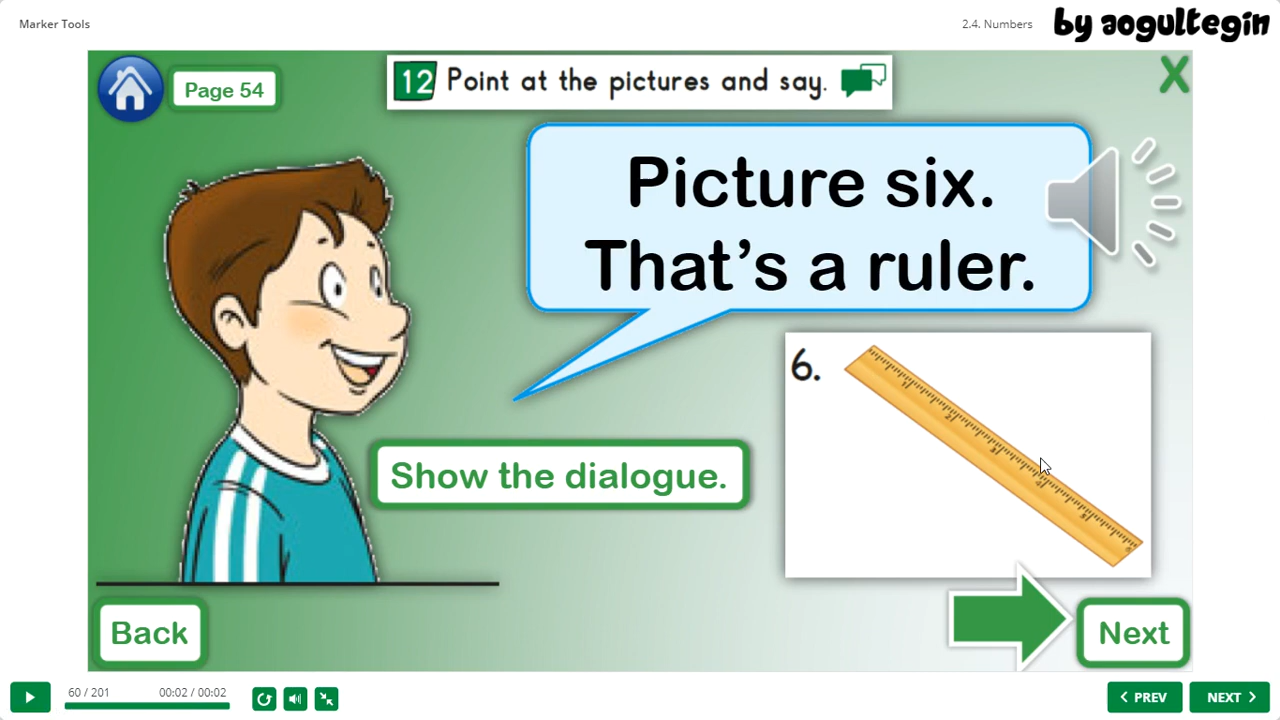 Marker Tools
2.4. Numbers
by aogultegin
Page 54
12 Point at the pictures and say.
X
Picture six.
That's a ruler.
6.
Show the dialogue.
Back
Next
60 / 201
00:02 / 00:02
PREV
NEXT